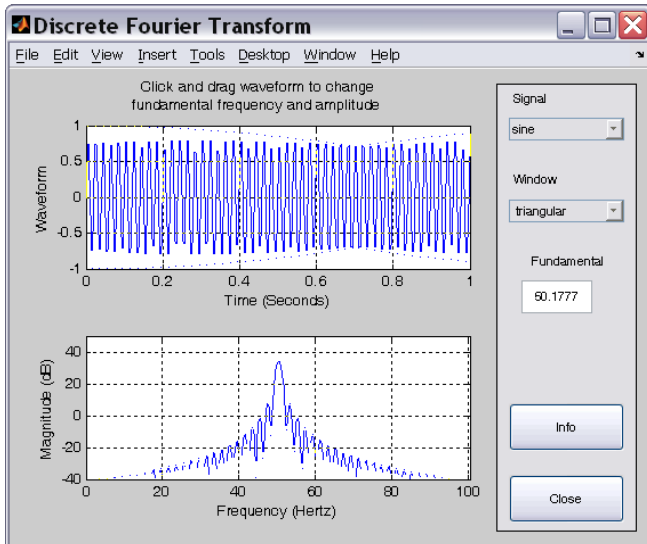 Discrete Fourier Transform
File Edit View Insert Tools Desktop Window Help
Click and drag waveform to change
fundamental frequency and amplitude
Waveform
1
0.5
0
-0.5
-1
0 0.2 0.4 0.6 0.8 1
Time (Seconds)
Magnitude (dB)
40
20
0
-20
-40
0 20 40 60 80 100
Frequency (Hertz)
Signal
sine
Window
triangular
Fundamental
50.1777
Info
Close